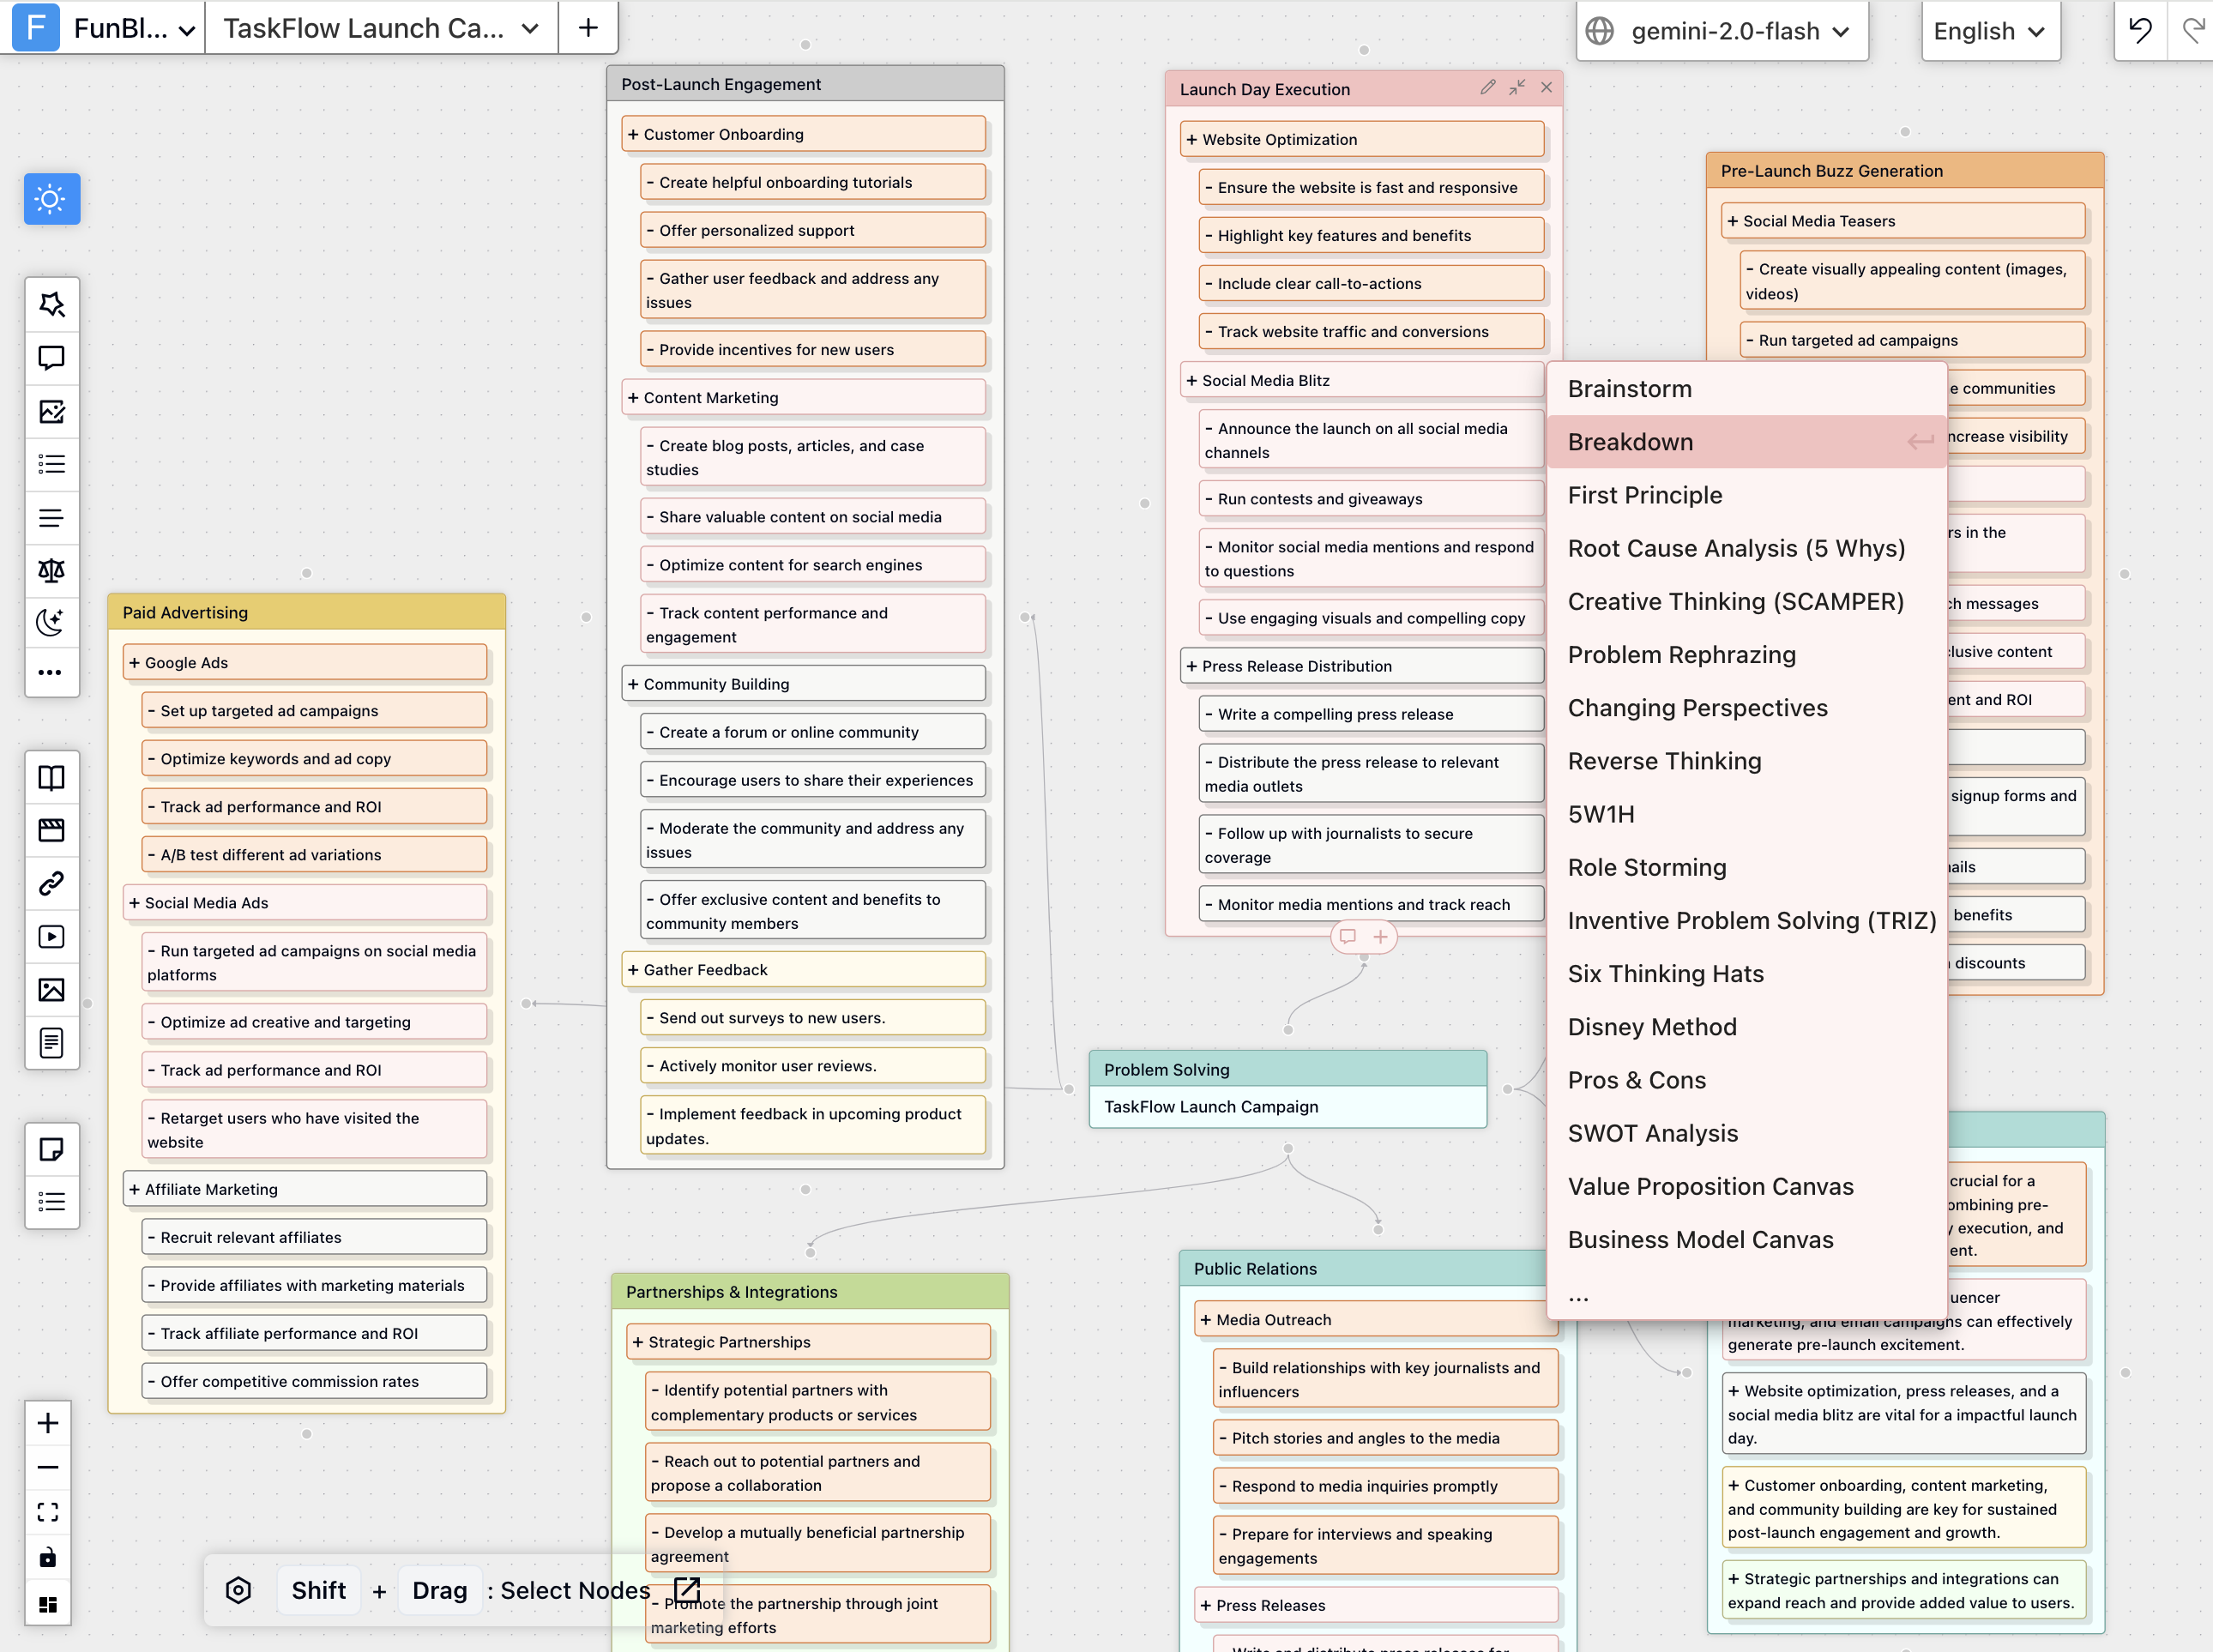 F FunBl...
TaskFlow Launch Ca...
+
gemini-2.0-flash
English
Post-Launch Engagement
+ Customer Onboarding
- Create helpful onboarding tutorials
- Offer personalized support
- Gather user feedback and address any
issues
- Provide incentives for new users
+ Content Marketing
- Create blog posts, articles, and case
studies
- Share valuable content on social media
- Optimize content for search engines
- Track content performance and
engagement
+ Community Building
- Create a forum or online community
- Encourage users to share their experiences
- Moderate the community and address any
issues
- Offer exclusive content and benefits to
community members
+ Gather Feedback
- Send out surveys to new users.
- Actively monitor user reviews.
- Implement feedback in upcoming product
updates.
Launch Day Execution
+ Website Optimization
- Ensure the website is fast and responsive
- Highlight key features and benefits
- Include clear call-to-actions
- Track website traffic and conversions
+ Social Media Blitz
- Announce the launch on all social media
channels
- Run contests and giveaways
- Monitor social media mentions and respond
to questions
- Use engaging visuals and compelling copy
+ Press Release Distribution
- Write a compelling press release
- Distribute the press release to relevant
media outlets
- Follow up with journalists to secure
coverage
- Monitor media mentions and track reach
Pre-Launch Buzz Generation
+ Social Media Teasers
- Create visually appealing content (images,
videos)
- Run targeted ad campaigns
communities
increase visibility
in the
messages
content
and ROI
signup forms and
benefits
discounts
Brainstorm
Breakdown
First Principle
Root Cause Analysis (5 Whys)
Creative Thinking (SCAMPER)
Problem Rephrazing
Changing Perspectives
Reverse Thinking
5W1H
Role Storming
Inventive Problem Solving (TRIZ)
Six Thinking Hats
Disney Method
Pros & Cons
SWOT Analysis
Value Proposition Canvas
Business Model Canvas
...
Paid Advertising
+ Google Ads
- Set up targeted ad campaigns
- Optimize keywords and ad copy
- Track ad performance and ROI
- A/B test different ad variations
+ Social Media Ads
- Run targeted ad campaigns on social media
platforms
- Optimize ad creative and targeting
- Track ad performance and ROI
- Retarget users who have visited the
website
+ Affiliate Marketing
- Recruit relevant affiliates
- Provide affiliates with marketing materials
- Track affiliate performance and ROI
- Offer competitive commission rates
Problem Solving
TaskFlow Launch Campaign
Partnerships & Integrations
+ Strategic Partnerships
- Identify potential partners with
complementary products or services
- Reach out to potential partners and
propose a collaboration
- Develop a mutually beneficial partnership
agreement
- Promote the partnership through joint
marketing efforts
Public Relations
+ Media Outreach
- Build relationships with key journalists and
influencers
- Pitch stories and angles to the media
- Respond to media inquiries promptly
- Prepare for interviews and speaking
engagements
+ Press Releases
- Write and distribute press releases for
crucial for a
combining pre-
execution, and
marketing, and email campaigns can effectively
generate pre-launch excitement.
+ Website optimization, press releases, and a
social media blitz are vital for a impactful launch
day.
+ Customer onboarding, content marketing,
and community building are key for sustained
post-launch engagement and growth.
+ Strategic partnerships and integrations can
expand reach and provide added value to users.
Shift + Drag : Select Nodes